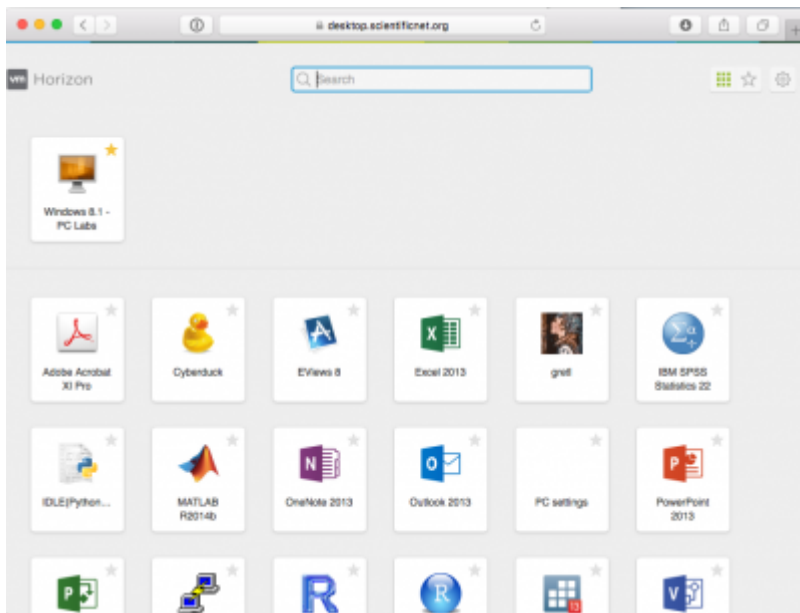 desktop.scientificnet.org
vm Horizon
Search
Windows 8.1 -
PC Labs
Adobe Acrobat
XI Pro
Cyberduck
EViews 8
Excel 2013
gretl
IBM SPSS
Statistics 22
IDLE(Python...
MATLAB
R2014b
OneNote 2013
Outlook 2013
PC settings
PowerPoint
2013